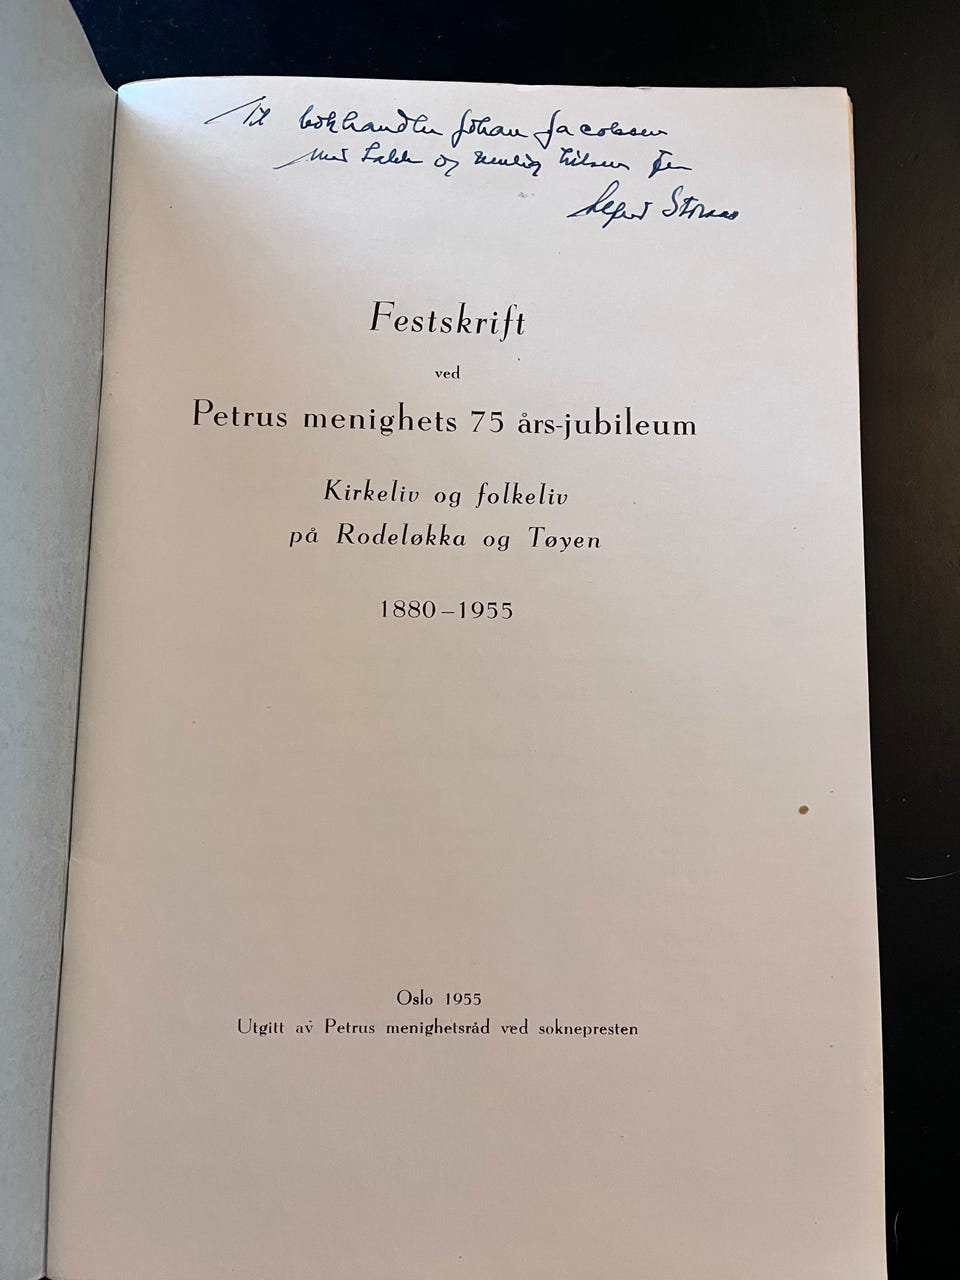 Til bokhandler Johan Jacobsen
med takk og vennlig hilsen fra
Festskrift
ved
Petrus menighets 75 års-jubileum
Kirkeliv og folkeliv
på Rodeløkka og Tøyen
1880–1955
Oslo 1955
Utgitt av Petrus menighetsråd ved soknepresten